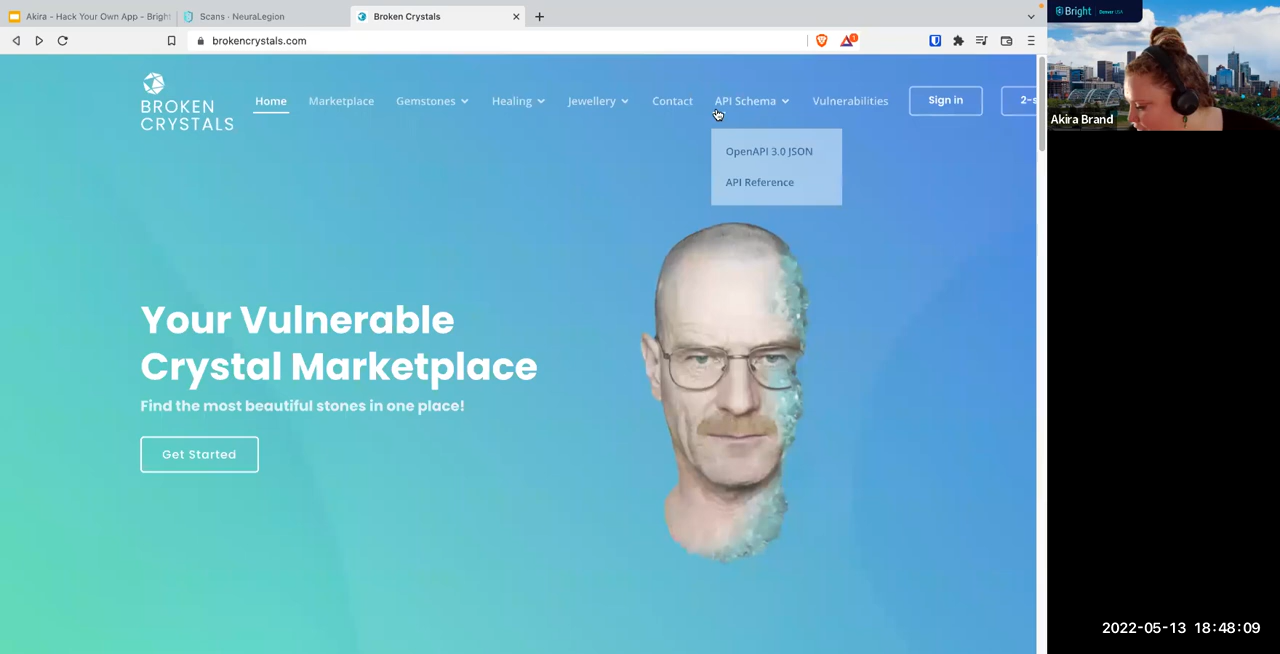 Akira - Hack Your Own App - Bright
Scans · NeuraLegion
Broken Crystals
brokencrystals.com
Bright
BROKEN
CRYSTALS
Home
Marketplace
Gemstones
Healing
Jewellery
Contact
API Schema
Vulnerabilities
Sign in
2-s
OpenAPI 3.0 JSON
API Reference
Akira Brand
Your Vulnerable
Crystal Marketplace
Find the most beautiful stones in one place!
Get Started
2022-05-13 18:48:09